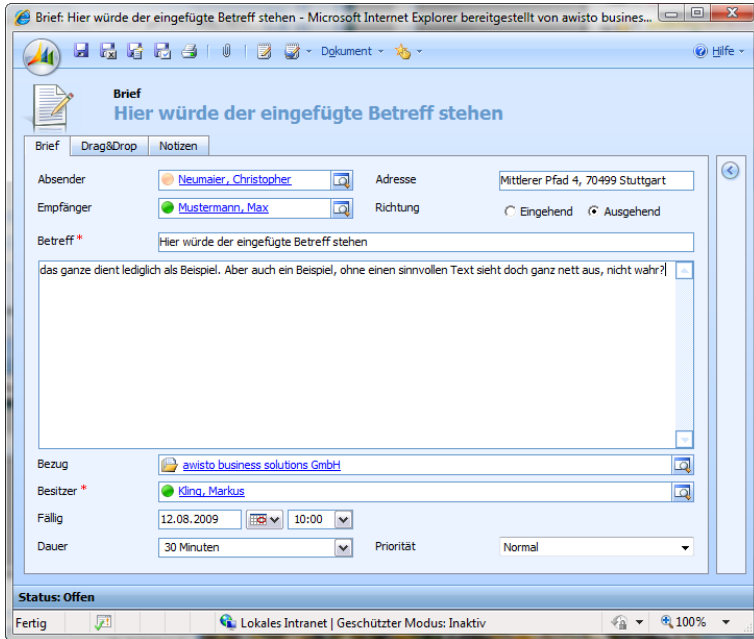 Brief: Hier würde der eingefügte Betreff stehen - Microsoft Internet Explorer bereitgestellt von awisto busines...
Dokument Hilfe
Brief
Hier würde der eingefügte Betreff stehen
Brief Drag&Drop Notizen
Absender Neumaier, Christopher Adresse Mittlerer Pfad 4, 70499 Stuttgart
Empfänger Mustermann, Max Richtung Eingehend Ausgehend
Betreff * Hier würde der eingefügte Betreff stehen
das ganze dient lediglich als Beispiel. Aber auch ein Beispiel, ohne einen sinnvollen Text sieht doch ganz nett aus, nicht wahr?
Bezug awisto business solutions GmbH
Besitzer * Kling, Markus
Fällig 12.08.2009 10:00
Dauer 30 Minuten Priorität Normal
Status: Offen
Fertig Lokales Intranet | Geschützter Modus: Inaktiv 100%